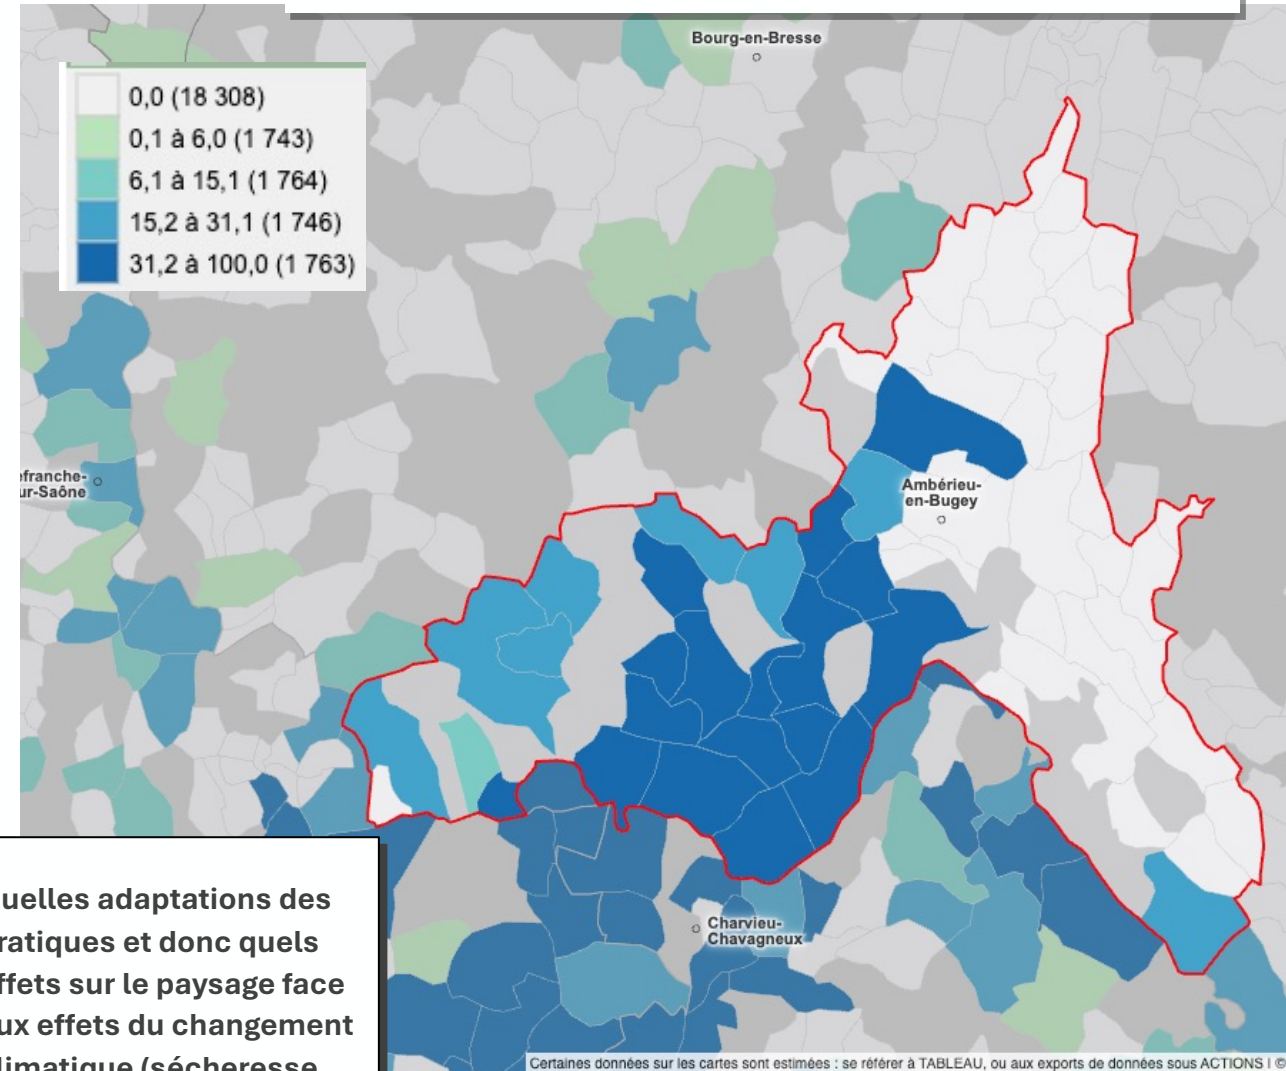 Bourg-en-Bresse
0,0 (18 308)
0,1 à 6,0 (1 743)
6,1 à 15,1 (1 764)
15,2 à 31,1 (1 746)
31,2 à 100,0 (1 763)
efranche-
ur-Saône
Ambérieu-
en-Bugey
uelles adaptations des
ratiques et donc quels
ffets sur le paysage face
ux effets du changement
limatique (sécheresse
Charvieu-
Chavagneux
Certaines données sur les cartes sont estimées : se référer à TABLEAU, ou aux exports de données sous ACTIONS I ©